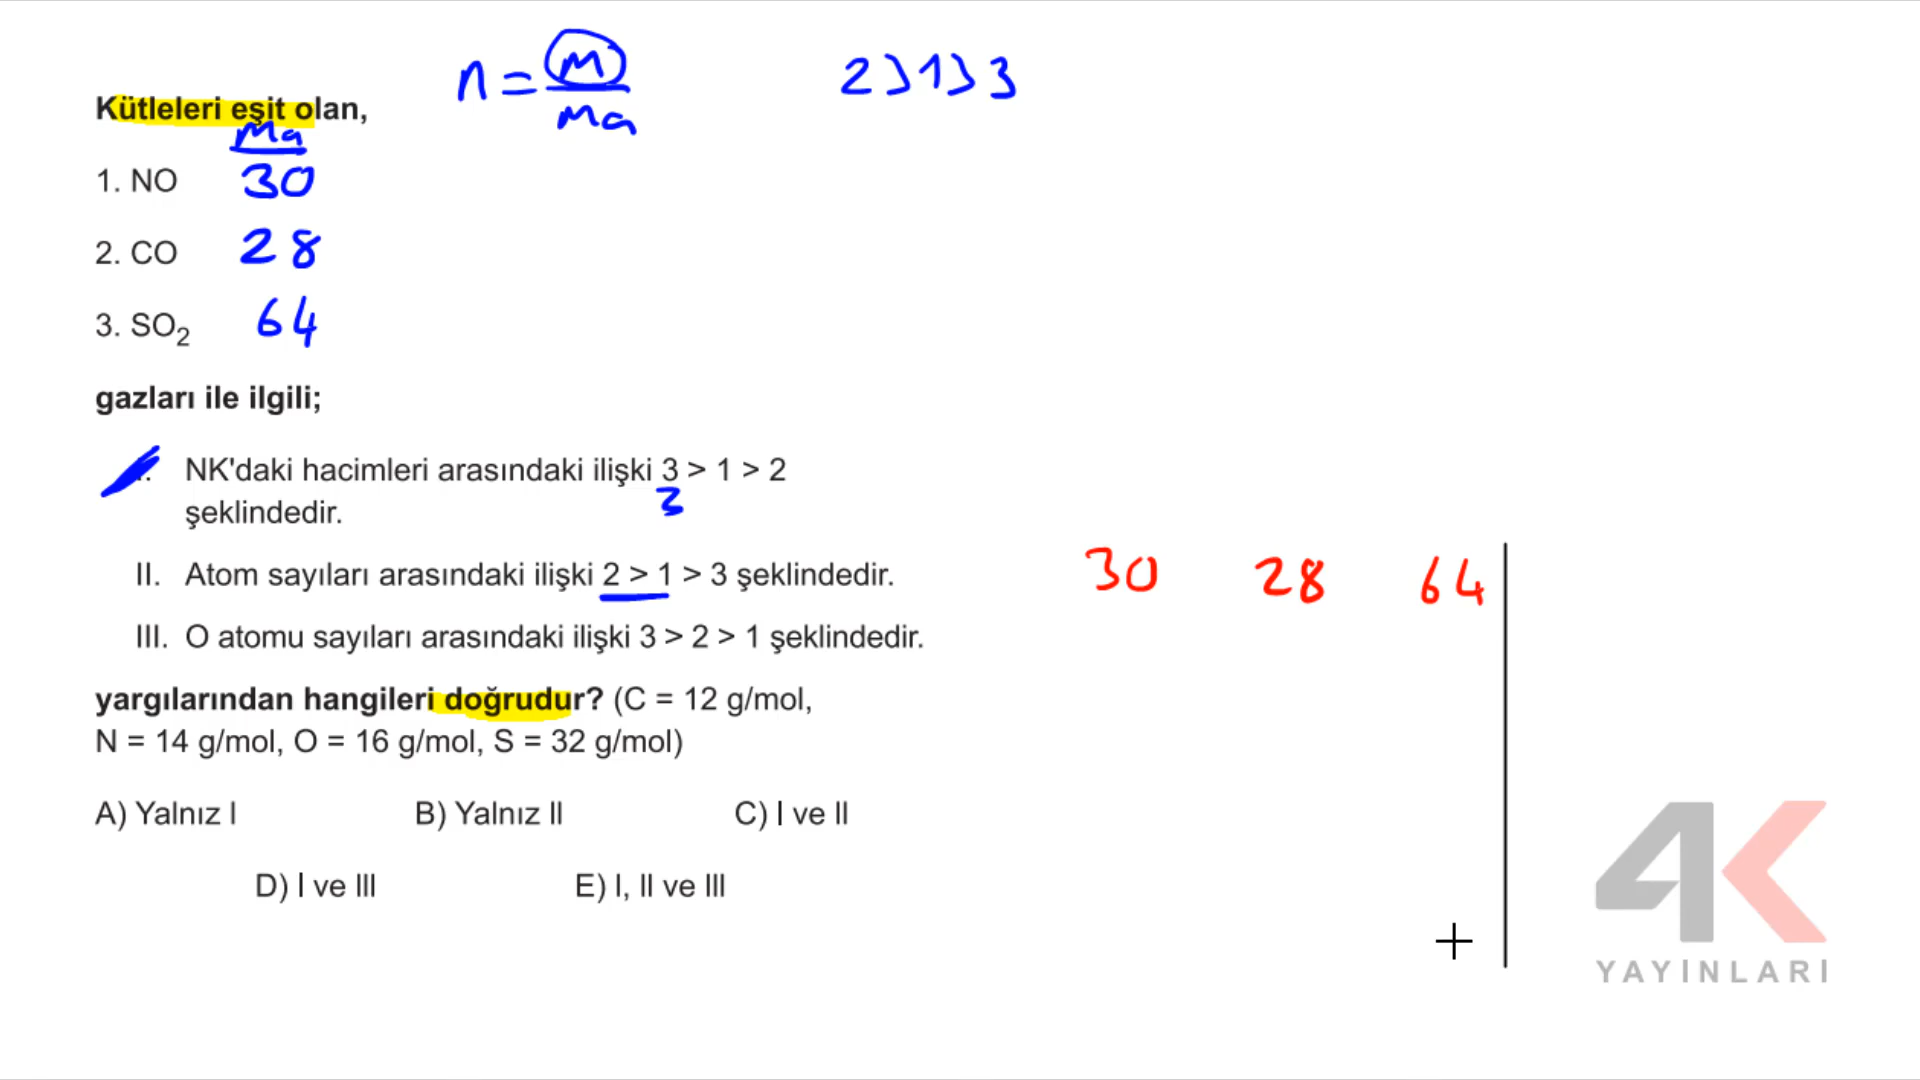 n = m / Ma
2 > 1 > 3
Kütleleri eşit olan,
Ma
1. NO 30
2. CO 28
3. SO₂ 64
gazları ile ilgili;
NK'daki hacimleri arasındaki ilişki 3 > 1 > 2
şeklindedir.
3
II. Atom sayıları arasındaki ilişki 2 > 1 > 3 şeklindedir.
30 28 64
III. O atomu sayıları arasındaki ilişki 3 > 2 > 1 şeklindedir.
yargılarından hangileri doğrudur? (C = 12 g/mol,
N = 14 g/mol, O = 16 g/mol, S = 32 g/mol)
A) Yalnız I B) Yalnız II C) I ve II
D) I ve III E) I, II ve III
4K
YAYINLARI